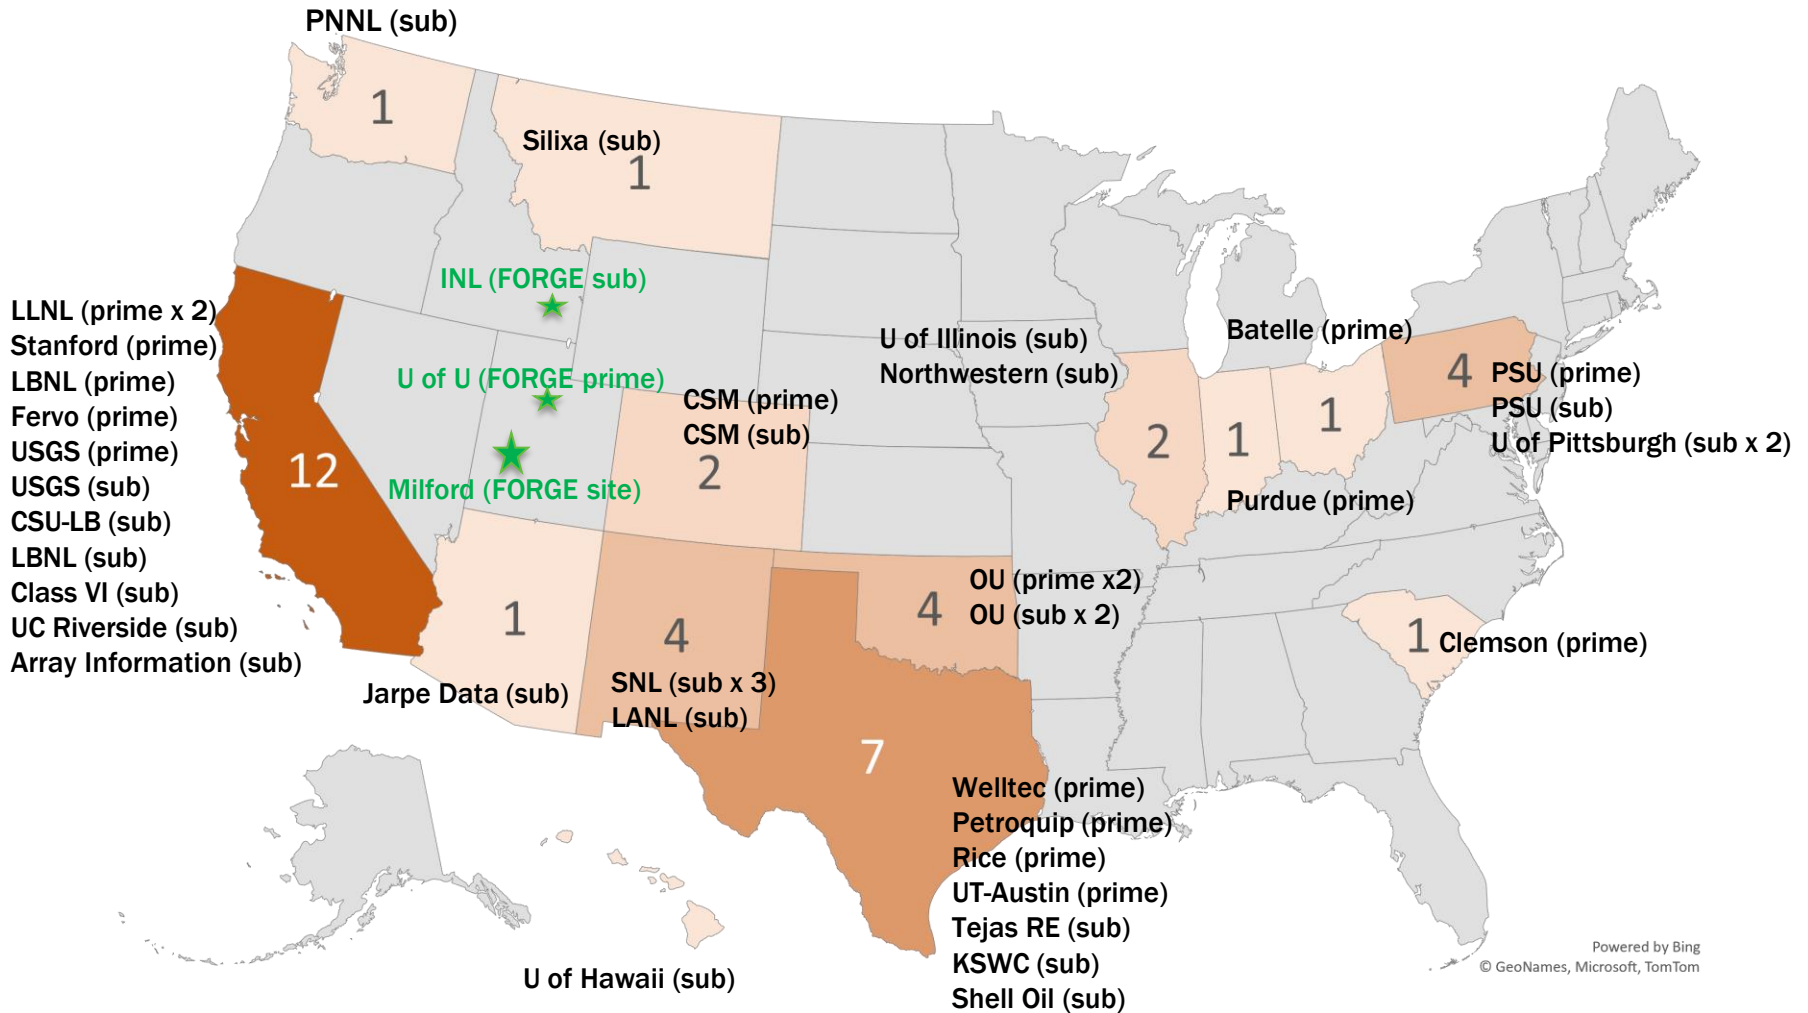 PNNL (sub)
1
Silixa (sub)
1
INL (FORGE sub)
U of U (FORGE prime)
Milford (FORGE site)
LLNL (prime x 2)
Stanford (prime)
LBNL (prime)
Fervo (prime)
USGS (prime)
USGS (sub)
CSU-LB (sub)
LBNL (sub)
Class VI (sub)
UC Riverside (sub)
Array Information (sub)
12
CSM (prime)
CSM (sub)
2
U of Illinois (sub)
Northwestern (sub)
2
1
Purdue (prime)
Batelle (prime)
1
4
PSU (prime)
PSU (sub)
U of Pittsburgh (sub x 2)
1
Jarpe Data (sub)
4
SNL (sub x 3)
LANL (sub)
4
OU (prime x2)
OU (sub x 2)
1
Clemson (prime)
7
Welltec (prime)
Petroquip (prime)
Rice (prime)
UT-Austin (prime)
Tejas RE (sub)
KSWC (sub)
Shell Oil (sub)
U of Hawaii (sub)
Powered by Bing
© GeoNames, Microsoft, TomTom